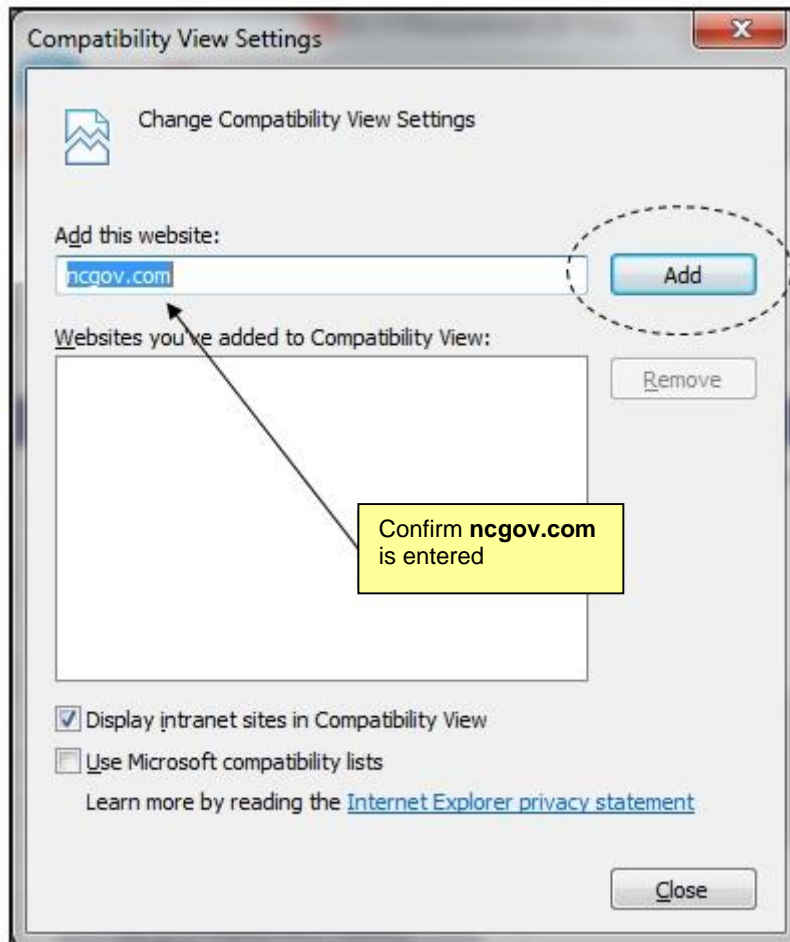 Compatibility View Settings
Change Compatibility View Settings
Add this website:
ncgov.com
Add
Websites you've added to Compatibility View:
Remove
Confirm ncgov.com
is entered
Display intranet sites in Compatibility View
Use Microsoft compatibility lists
Learn more by reading the Internet Explorer privacy statement
Close